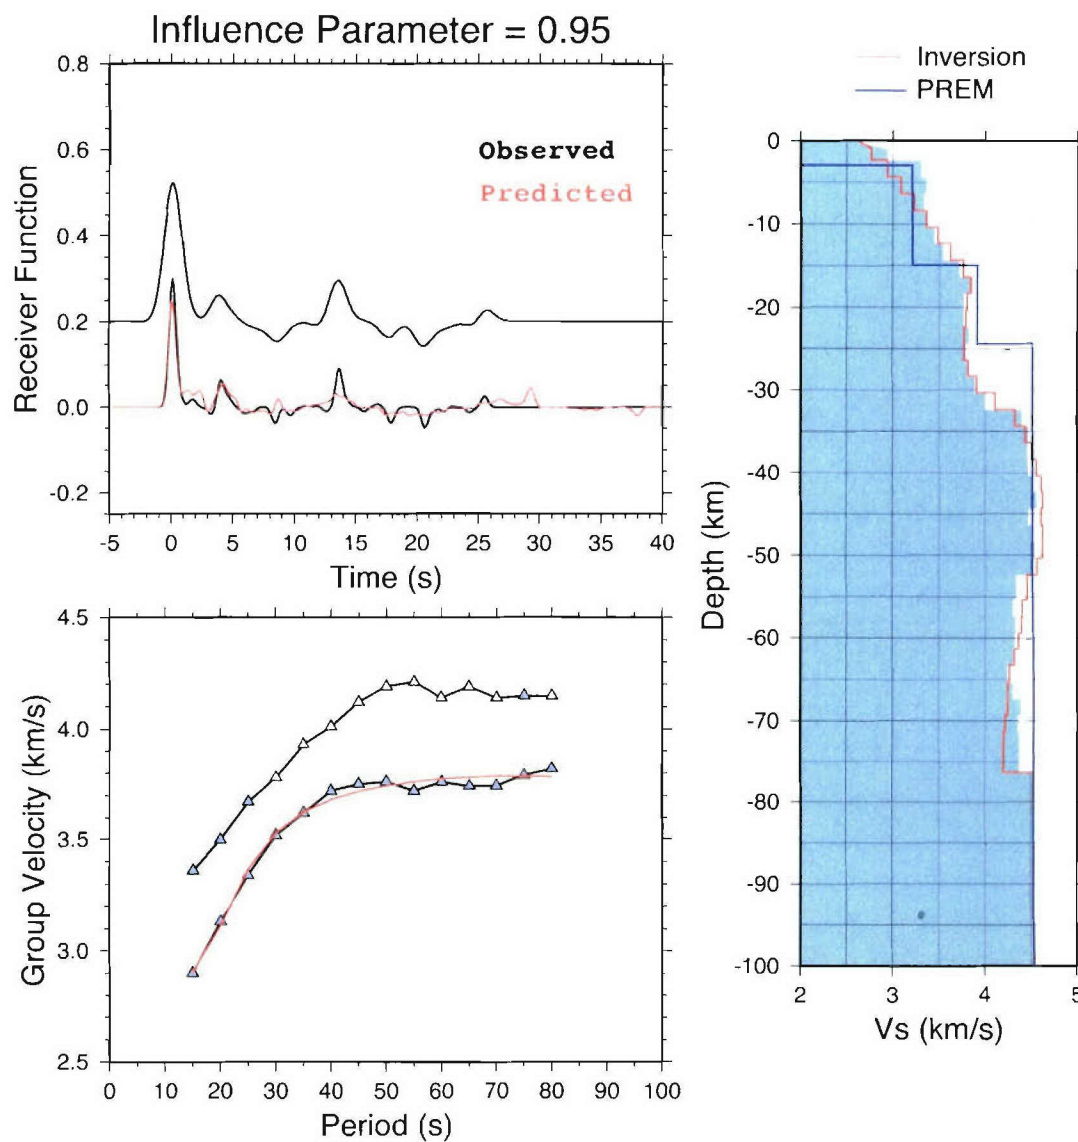 Influence Parameter = 0.95
0.8
0.6
0.4
0.2
0.0
-0.2
Receiver Function
Observed
Predicted
-5 0 5 10 15 20 25 30 35 40
Time (s)
4.5
4.0
3.5
3.0
2.5
Group Velocity (km/s)
0 10 20 30 40 50 60 70 80 90 100
Period (s)
Inversion
PREM
0
-10
-20
-30
-40
-50
-60
-70
-80
-90
-100
Depth (km)
2 3 4 5
Vs (km/s)